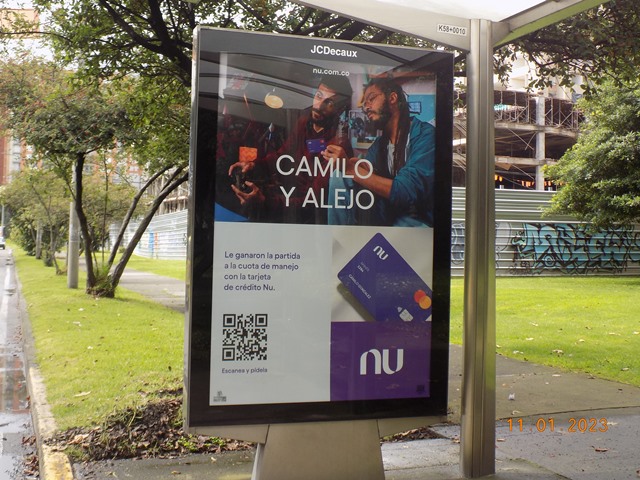 K58+0010
JCDecaux
nu.com.co
CAMILO
Y ALEJO
Le ganaron la partida
a la cuota de manejo
con la tarjeta
de crédito Nu.
Escanea y pídela
nu
nu
11.01.2023